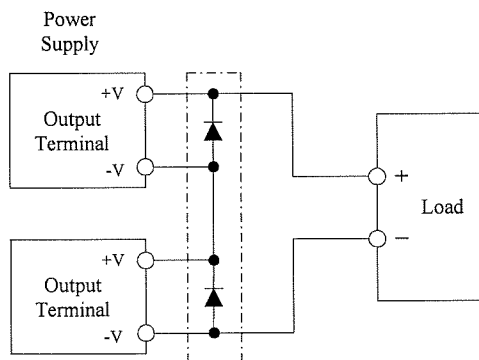 Power
Supply
+V
Output
Terminal
-V
+
Load
−
+V
Output
Terminal
-V